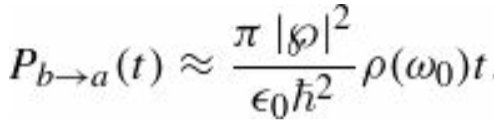 P_{b→a}(t) ≈ \frac{π |℘|^2}{ϵ_0 ħ^2} ρ(ω_0)t.